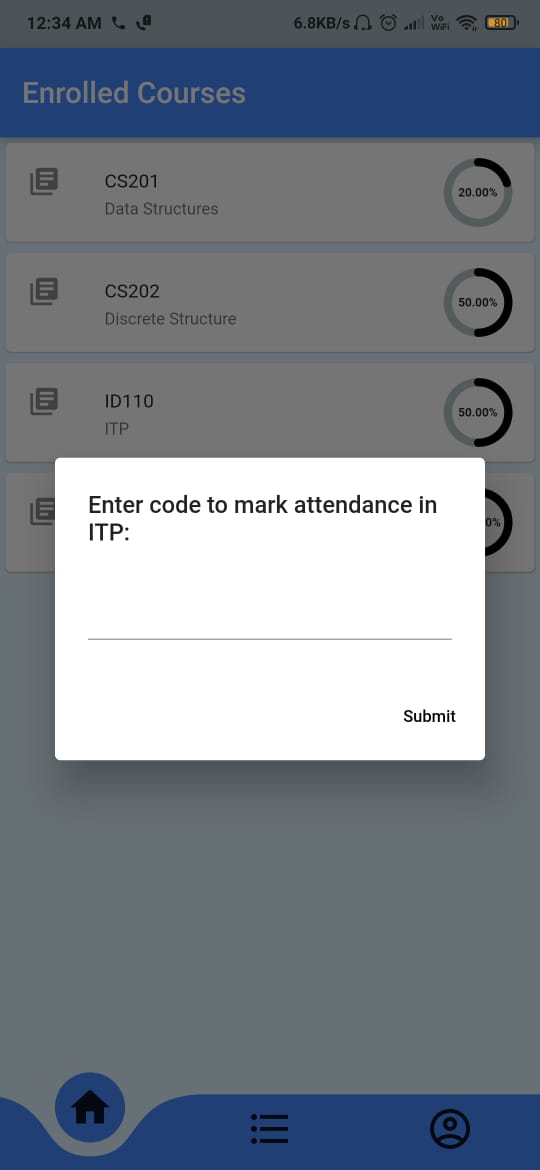 12:34 AM 6.8KB/s Vo WiFi 80
Enrolled Courses
CS201
Data Structures
20.00%
CS202
Discrete Structure
50.00%
ID110
ITP
50.00%
0%
Enter code to mark attendance in
ITP:
Submit